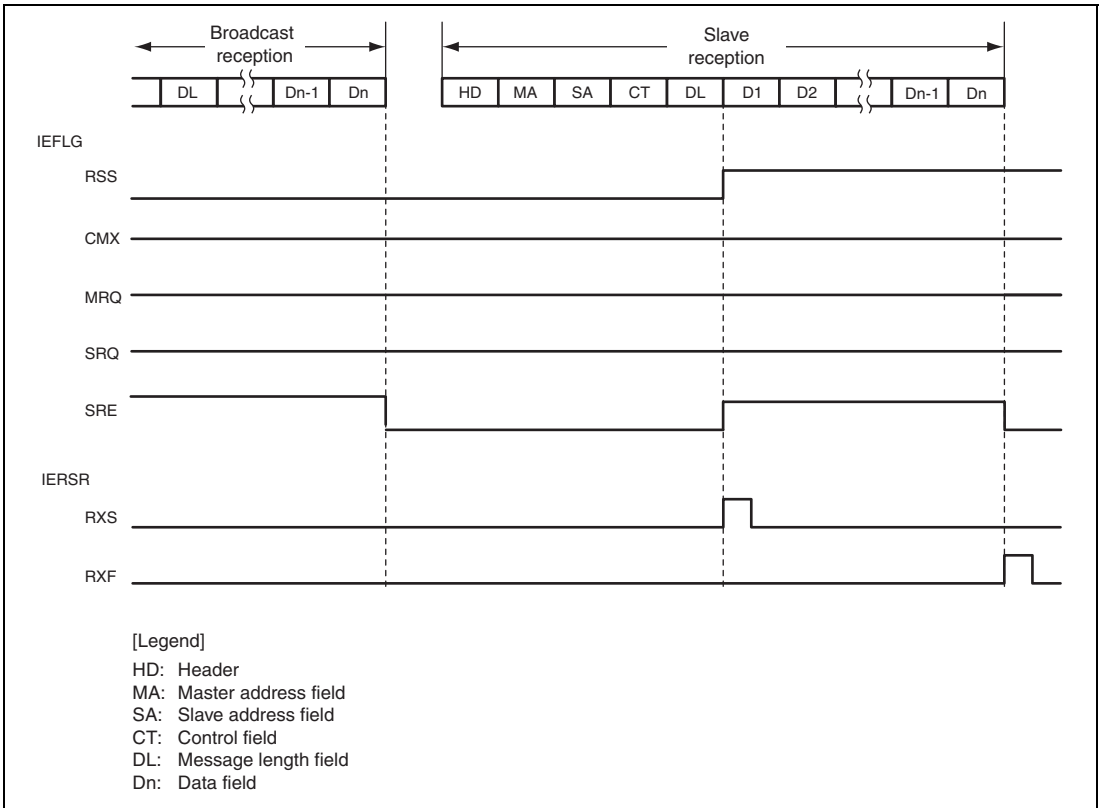 Broadcast
reception
Slave
reception
DL Dn-1 Dn HD MA SA CT DL D1 D2 Dn-1 Dn
IEFLG
RSS
CMX
MRQ
SRQ
SRE
IERSR
RXS
RXF
[Legend]
HD: Header
MA: Master address field
SA: Slave address field
CT: Control field
DL: Message length field
Dn: Data field